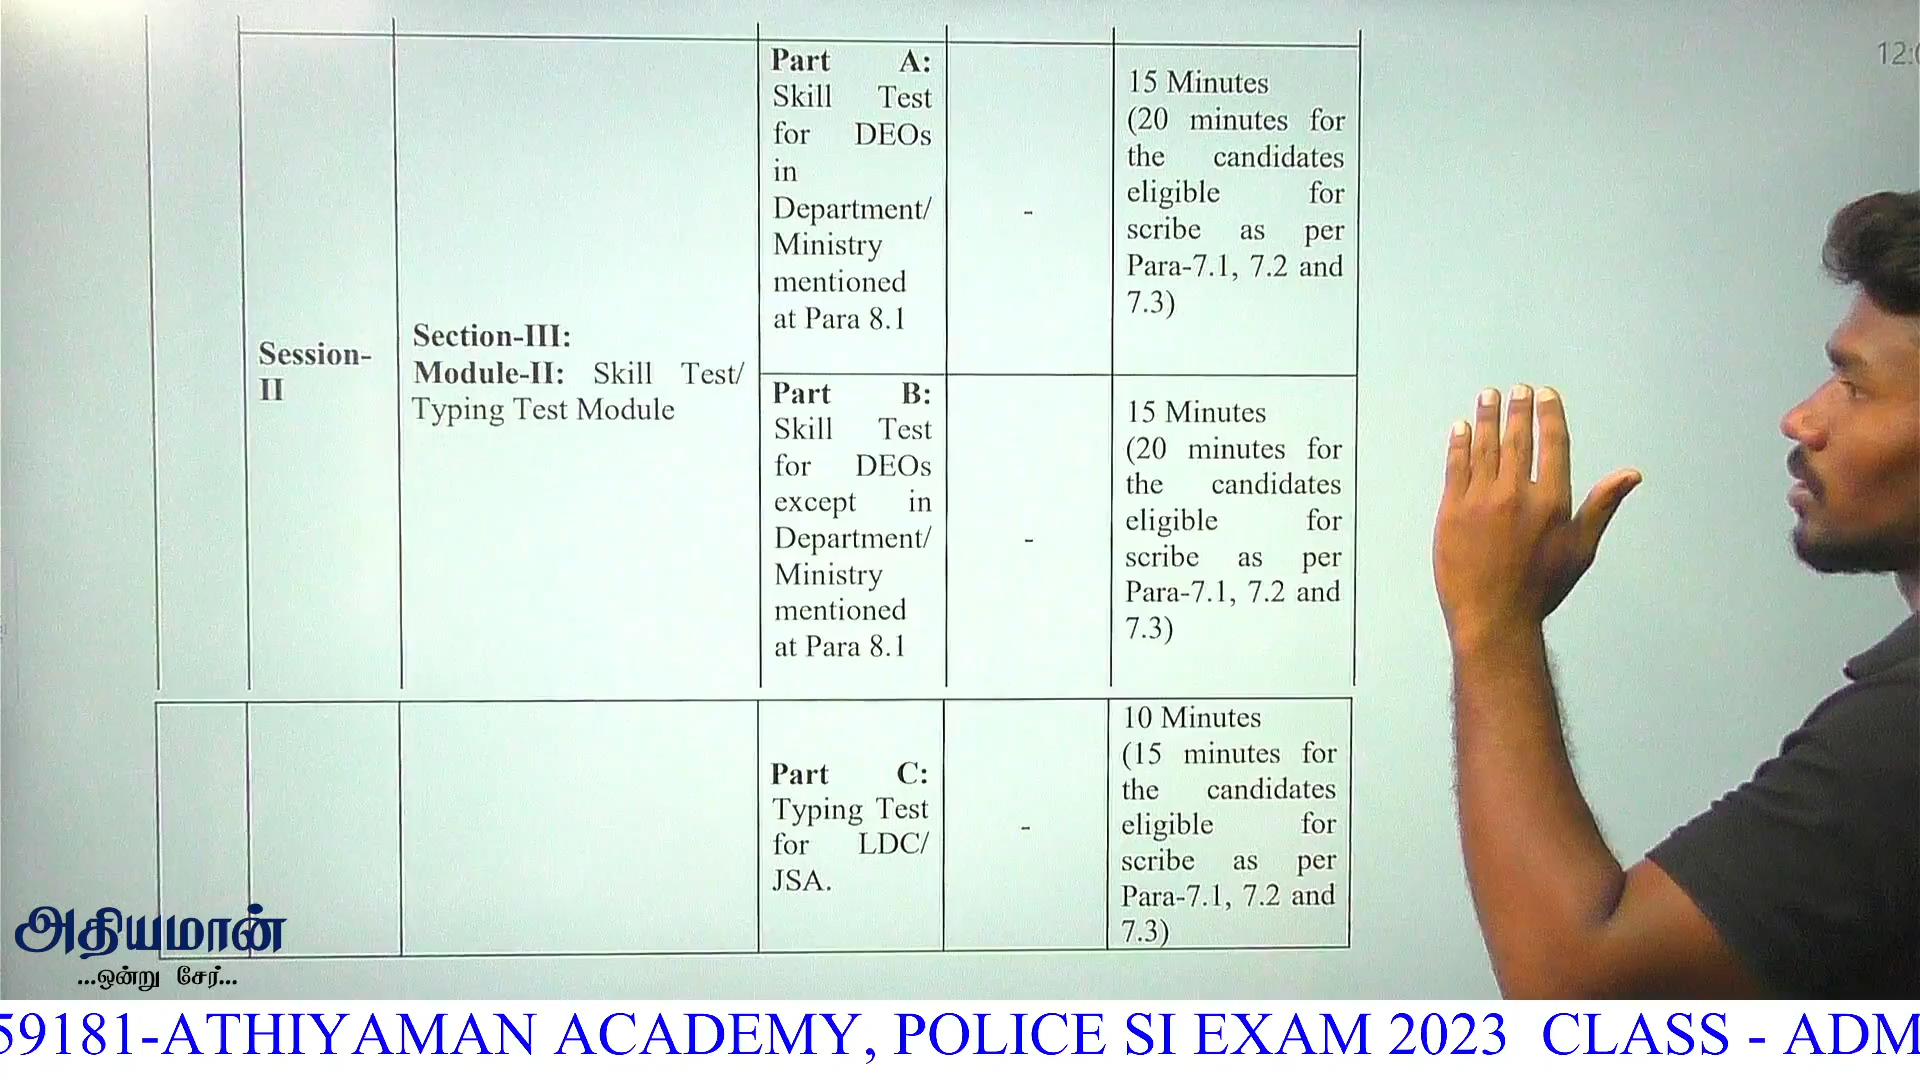 12:0
Part A:
Skill Test
for DEOs
in
Department/
Ministry
mentioned
at Para 8.1
-
15 Minutes
(20 minutes for
the candidates
eligible for
scribe as per
Para-7.1, 7.2 and
7.3)
Session-
II
Section-III:
Module-II: Skill Test/
Typing Test Module
Part B:
Skill Test
for DEOs
except in
Department/
Ministry
mentioned
at Para 8.1
-
15 Minutes
(20 minutes for
the candidates
eligible for
scribe as per
Para-7.1, 7.2 and
7.3)
Part C:
Typing Test
for LDC/
JSA.
-
10 Minutes
(15 minutes for
the candidates
eligible for
scribe as per
Para-7.1, 7.2 and
7.3)
அதியமான்
...ஒன்று சேர்...
59181-ATHIYAMAN ACADEMY, POLICE SI EXAM 2023 CLASS - ADM